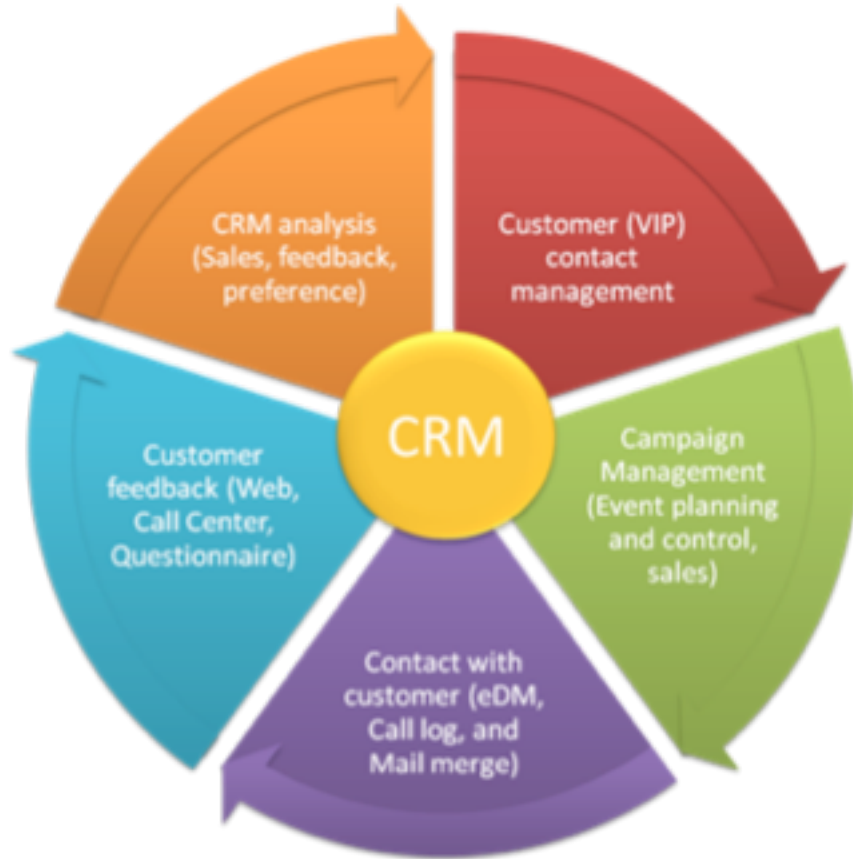 CRM analysis
(Sales, feedback,
preference)
Customer (VIP)
contact
management
CRM
Customer
feedback (Web,
Call Center,
Questionnaire)
Campaign
Management
(Event planning
and control,
sales)
Contact with
customer (eDM,
Call log, and
Mail merge)